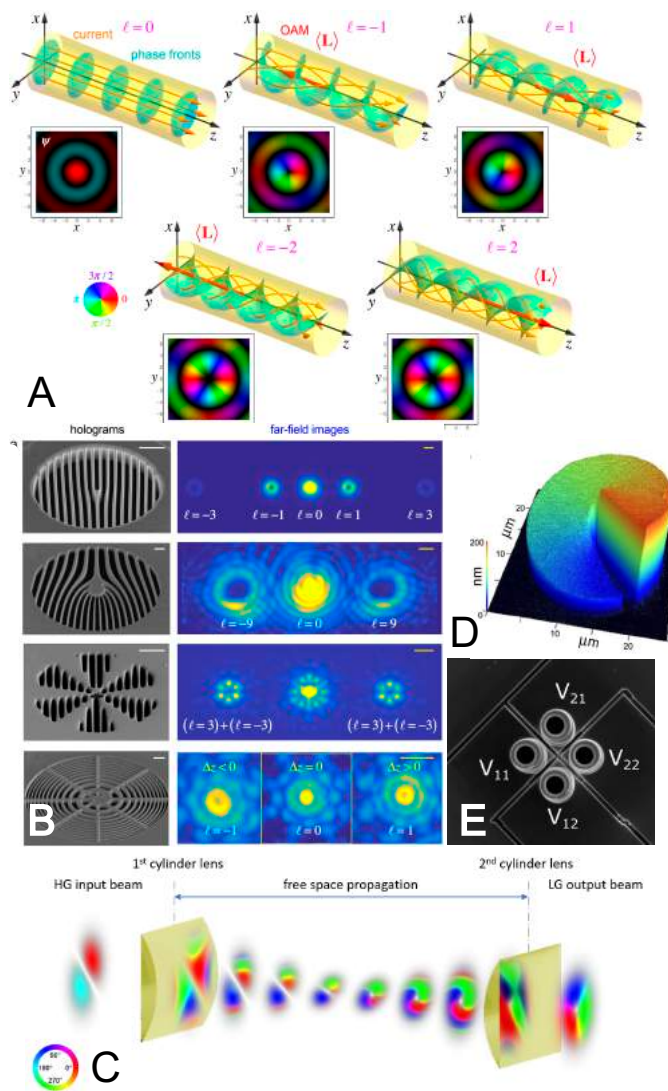 ℓ = 0
ℓ = −1
ℓ = 1
current
phase fronts
OAM
⟨L⟩
⟨L⟩
x
y
z
x
y
z
x
y
z
ψ
y
x
y
x
y
x
⟨L⟩
ℓ = −2
ℓ = 2
⟨L⟩
x
y
z
x
y
z
3π/2
π
0
π/2
y
x
y
x
A
holograms
far-field images
ℓ = −3
ℓ = −1
ℓ = 0
ℓ = 1
ℓ = 3
ℓ = −9
ℓ = 0
ℓ = 9
(ℓ = 3)+(ℓ = −3)
(ℓ = 3)+(ℓ = −3)
Δz < 0
Δz = 0
Δz > 0
ℓ = −1
ℓ = 0
ℓ = 1
B
200
nm
0
μm
20
10
μm
10
20
D
V21
V11
V22
V12
E
1st cylinder lens
2nd cylinder lens
HG input beam
free space propagation
LG output beam
90°
180°
0°
270°
C